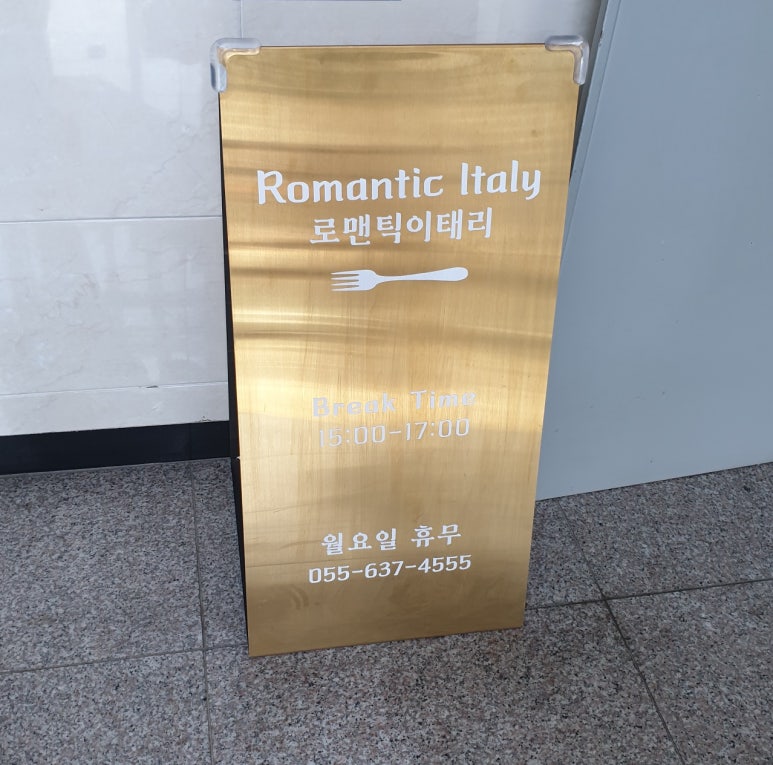 Romantic Italy
로맨틱이태리
Break Time
15:00-17:00
월요일 휴무
055-637-4555